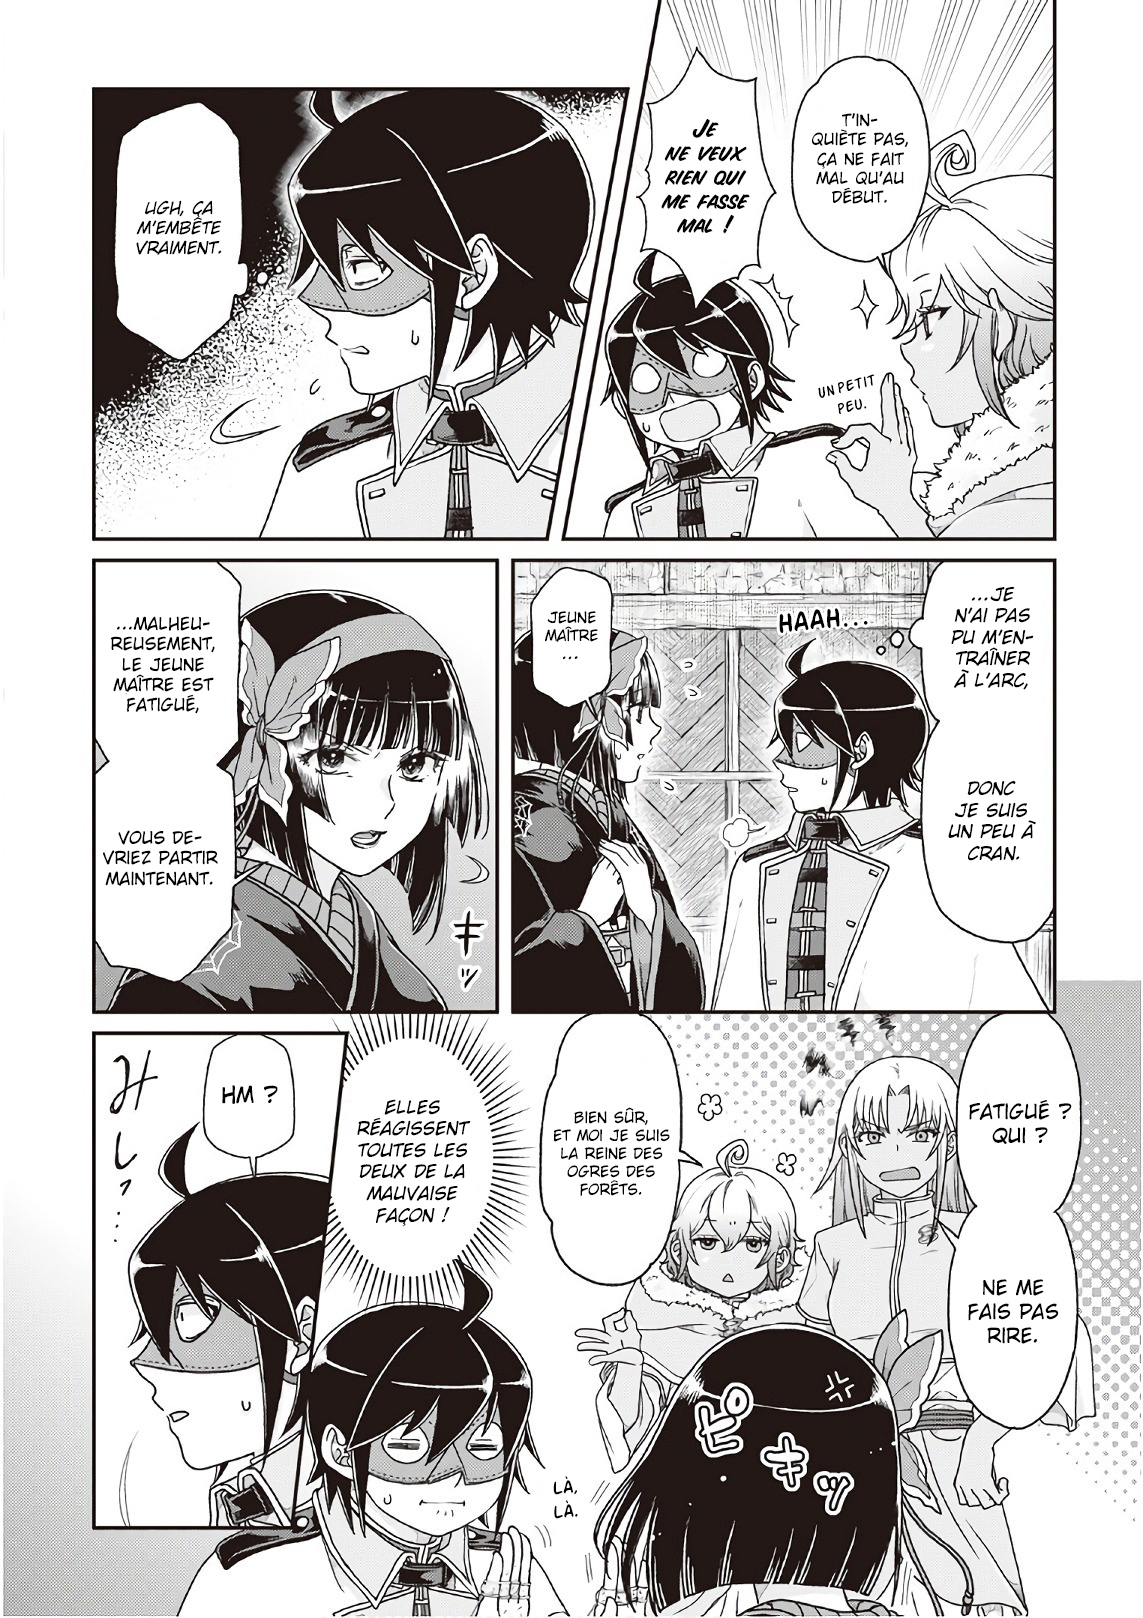 T'IN-
QUIÈTE PAS,
ÇA NE FAIT
MAL QU'AU
DÉBUT.
JE
NE VEUX
RIEN QUI
ME FASSE
MAL !
UN PETIT
PEU.
UGH, ÇA
M'EMBÊTE
VRAIMENT.
...JE
N'AI PAS
PU M'EN-
TRAÎNER
À L'ARC,
DONC
JE SUIS
UN PEU À
CRAN.
HAAH...
JEUNE
MAÎTRE
...
...MALHEU-
REUSEMENT,
LE JEUNE
MAÎTRE EST
FATIGUÉ,
VOUS DE-
VRIEZ PARTIR
MAINTENANT.
キッ
FATIGUÉ ?
QUI ?
NE ME
FAIS PAS
RIRE.
BIEN SÛR,
ET MOI JE SUIS
LA REINE DES
OGRES DES
FORÊTS.
ピキッ
ELLES
RÉAGISSENT
TOUTES LES
DEUX DE LA
MAUVAISE
FAÇON !
LÀ,
LÀ.
HM ?
みしっ…